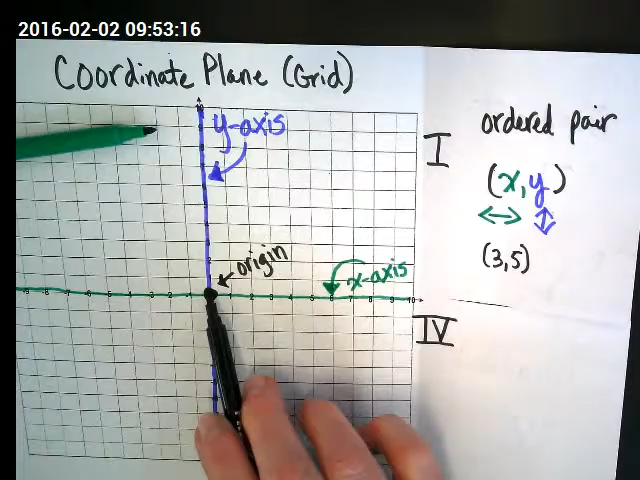 2016-02-02 09:53:16
Coordinate Plane (Grid)
y-axis
I
ordered pair
(x,y)
origin
x-axis
(3,5)
IV